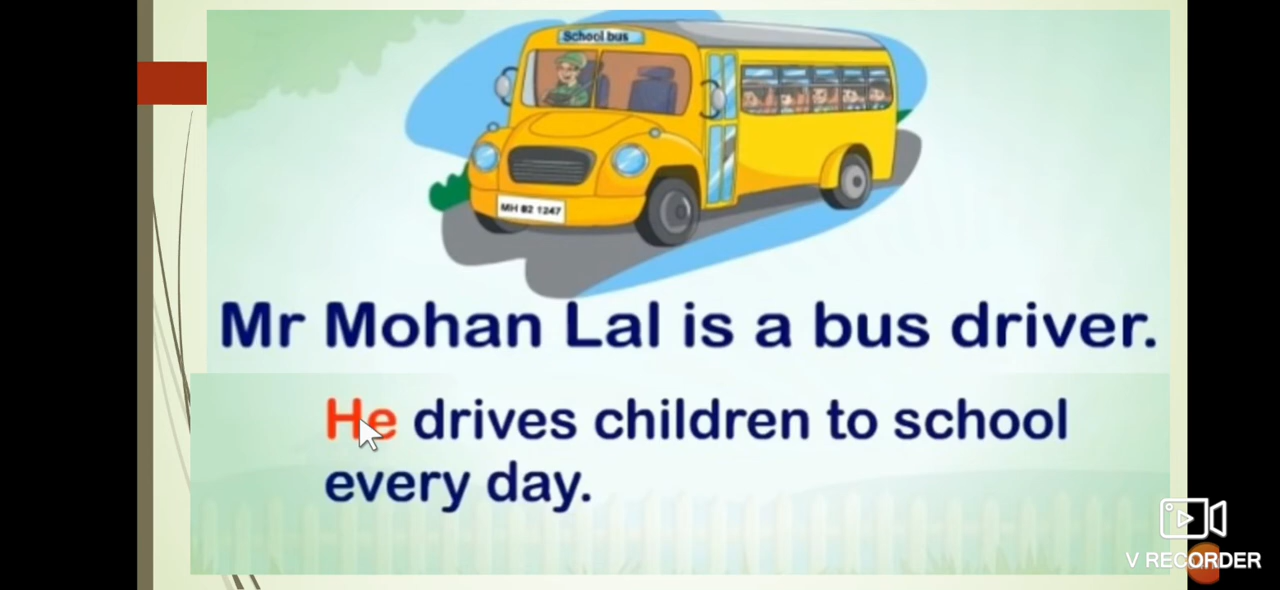 School bus
MH 02 1247
Mr Mohan Lal is a bus driver.
He drives children to school
every day.
V RECORDER